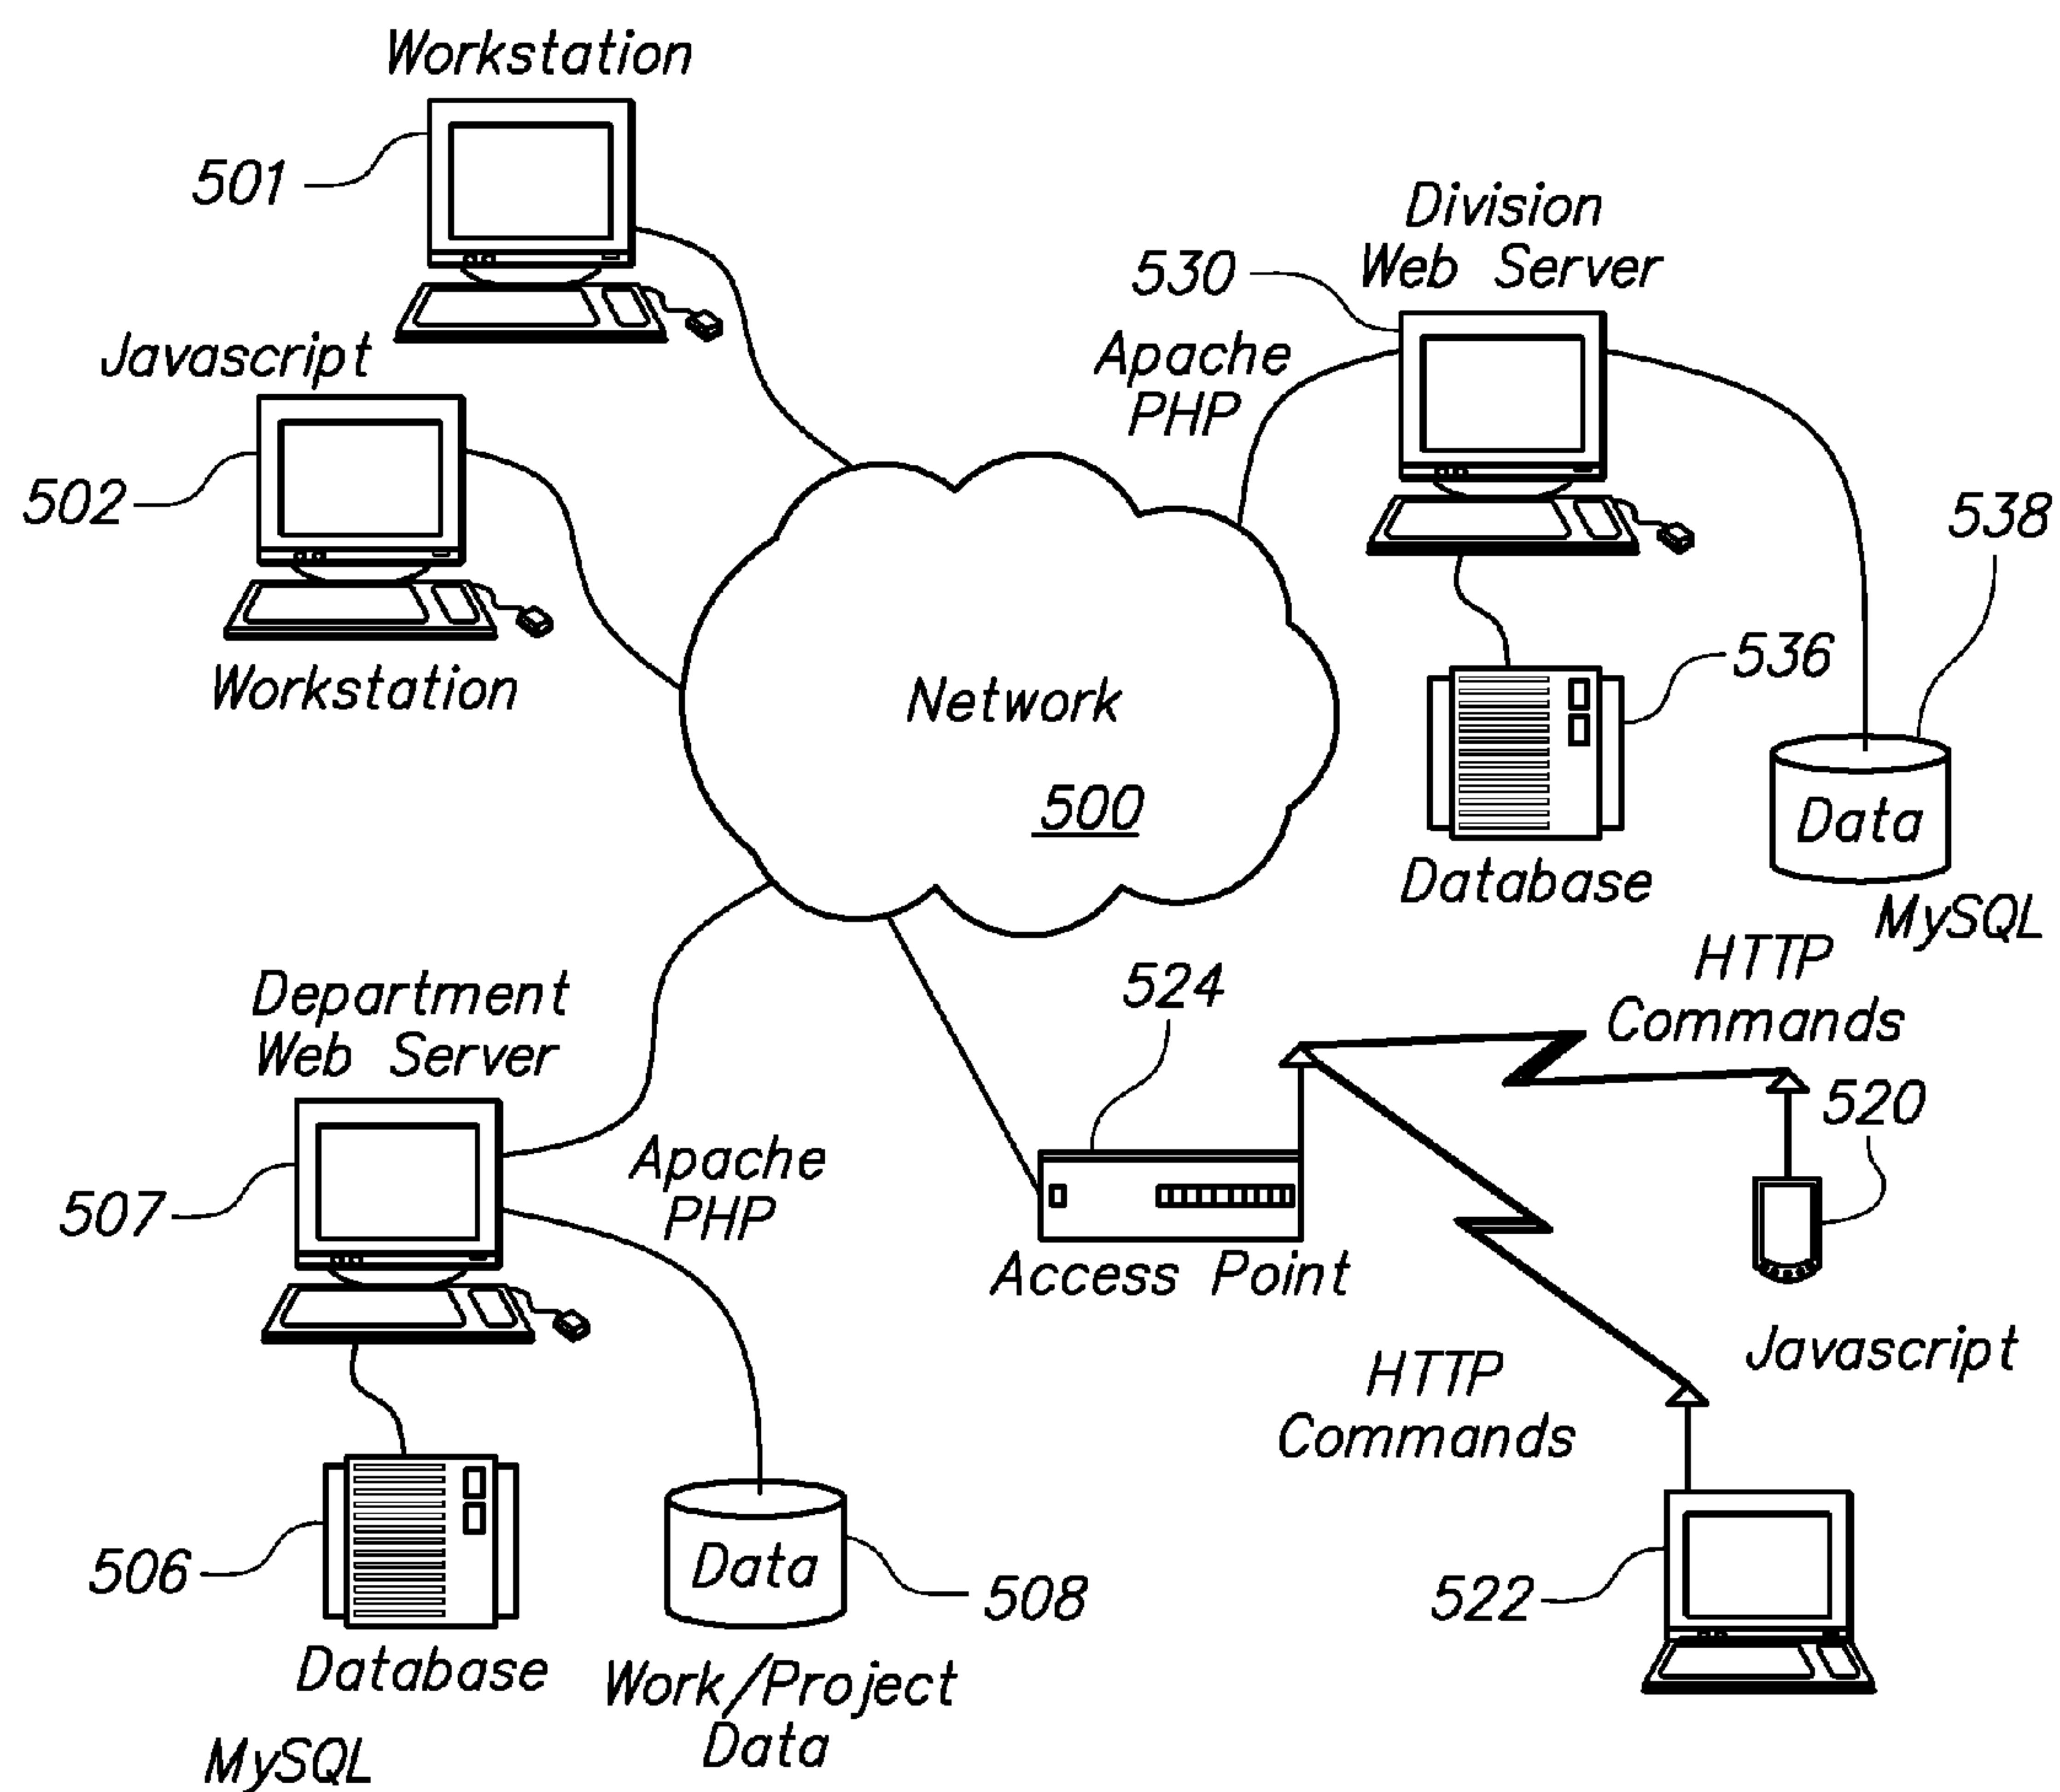 Workstation
501
Javascript
502
Workstation
Division
Web Server
530
Apache
PHP
538
536
Network
500
Data
Database
MySQL
HTTP
Commands
524
520
Department
Web Server
Apache
PHP
507
Access Point
Javascript
HTTP
Commands
506
Data
508
522
Database
Work/Project
Data
MySQL